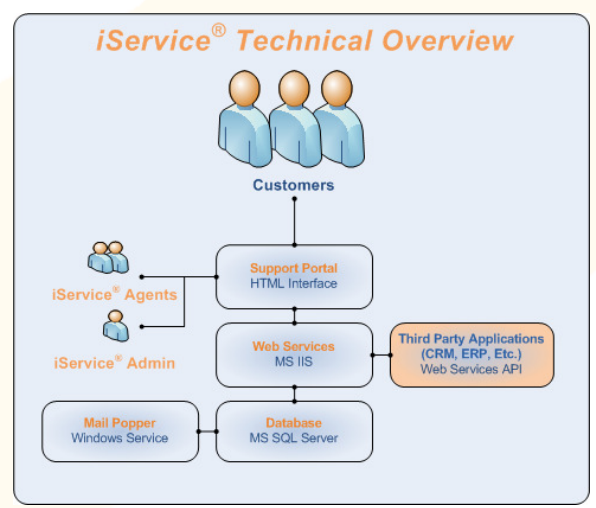 iService® Technical Overview
Customers
Support Portal
HTML Interface
iService® Agents
iService® Admin
Web Services
MS IIS
Third Party Applications
(CRM, ERP, Etc.)
Web Services API
Mail Popper
Windows Service
Database
MS SQL Server